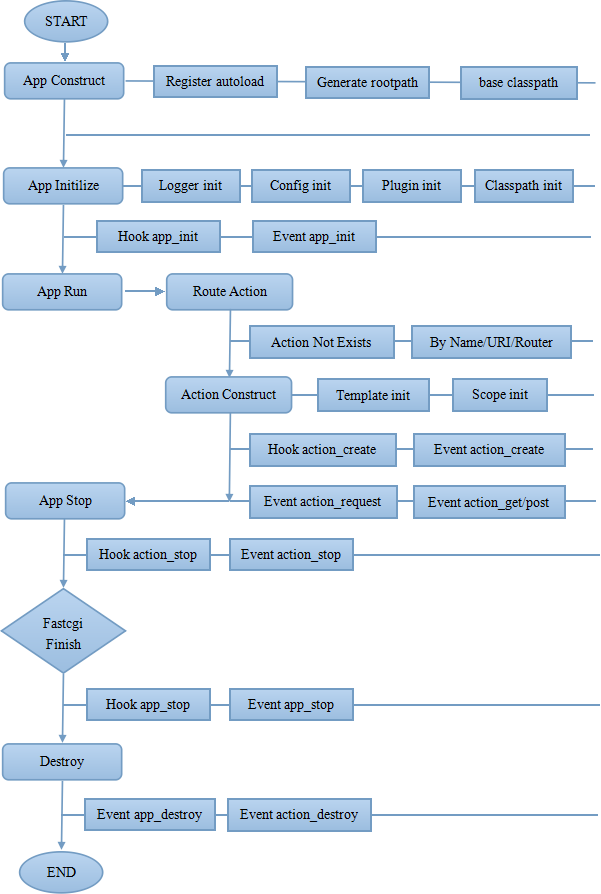 START
App Construct
Register autoload
Generate rootpath
base classpath
App Initilize
Logger init
Config init
Plugin init
Classpath init
Hook app_init
Event app_init
App Run
Route Action
Action Not Exists
By Name/URI/Router
Action Construct
Template init
Scope init
Hook action_create
Event action_create
App Stop
Event action_request
Event action_get/post
Hook action_stop
Event action_stop
Fastcgi
Finish
Hook app_stop
Event app_stop
Destroy
Event app_destroy
Event action_destroy
END